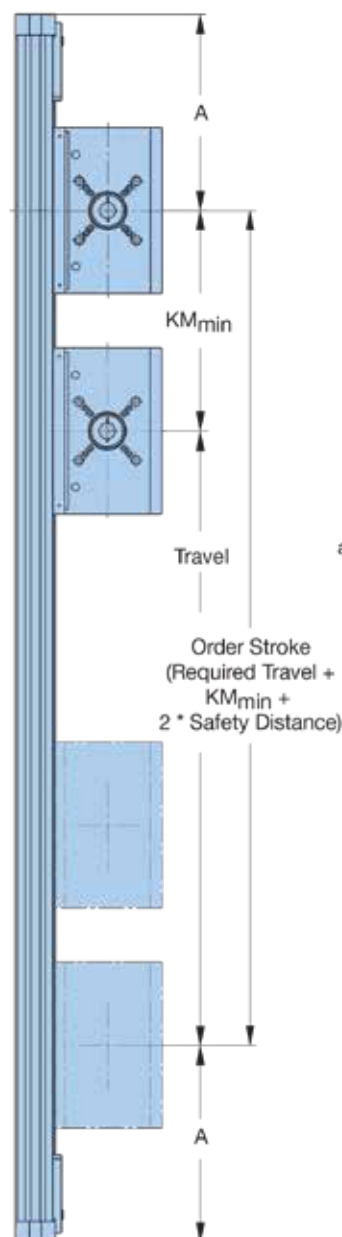 A
KMmin
Travel
a
Order Stroke
(Required Travel +
KMmin +
2 * Safety Distance)
A